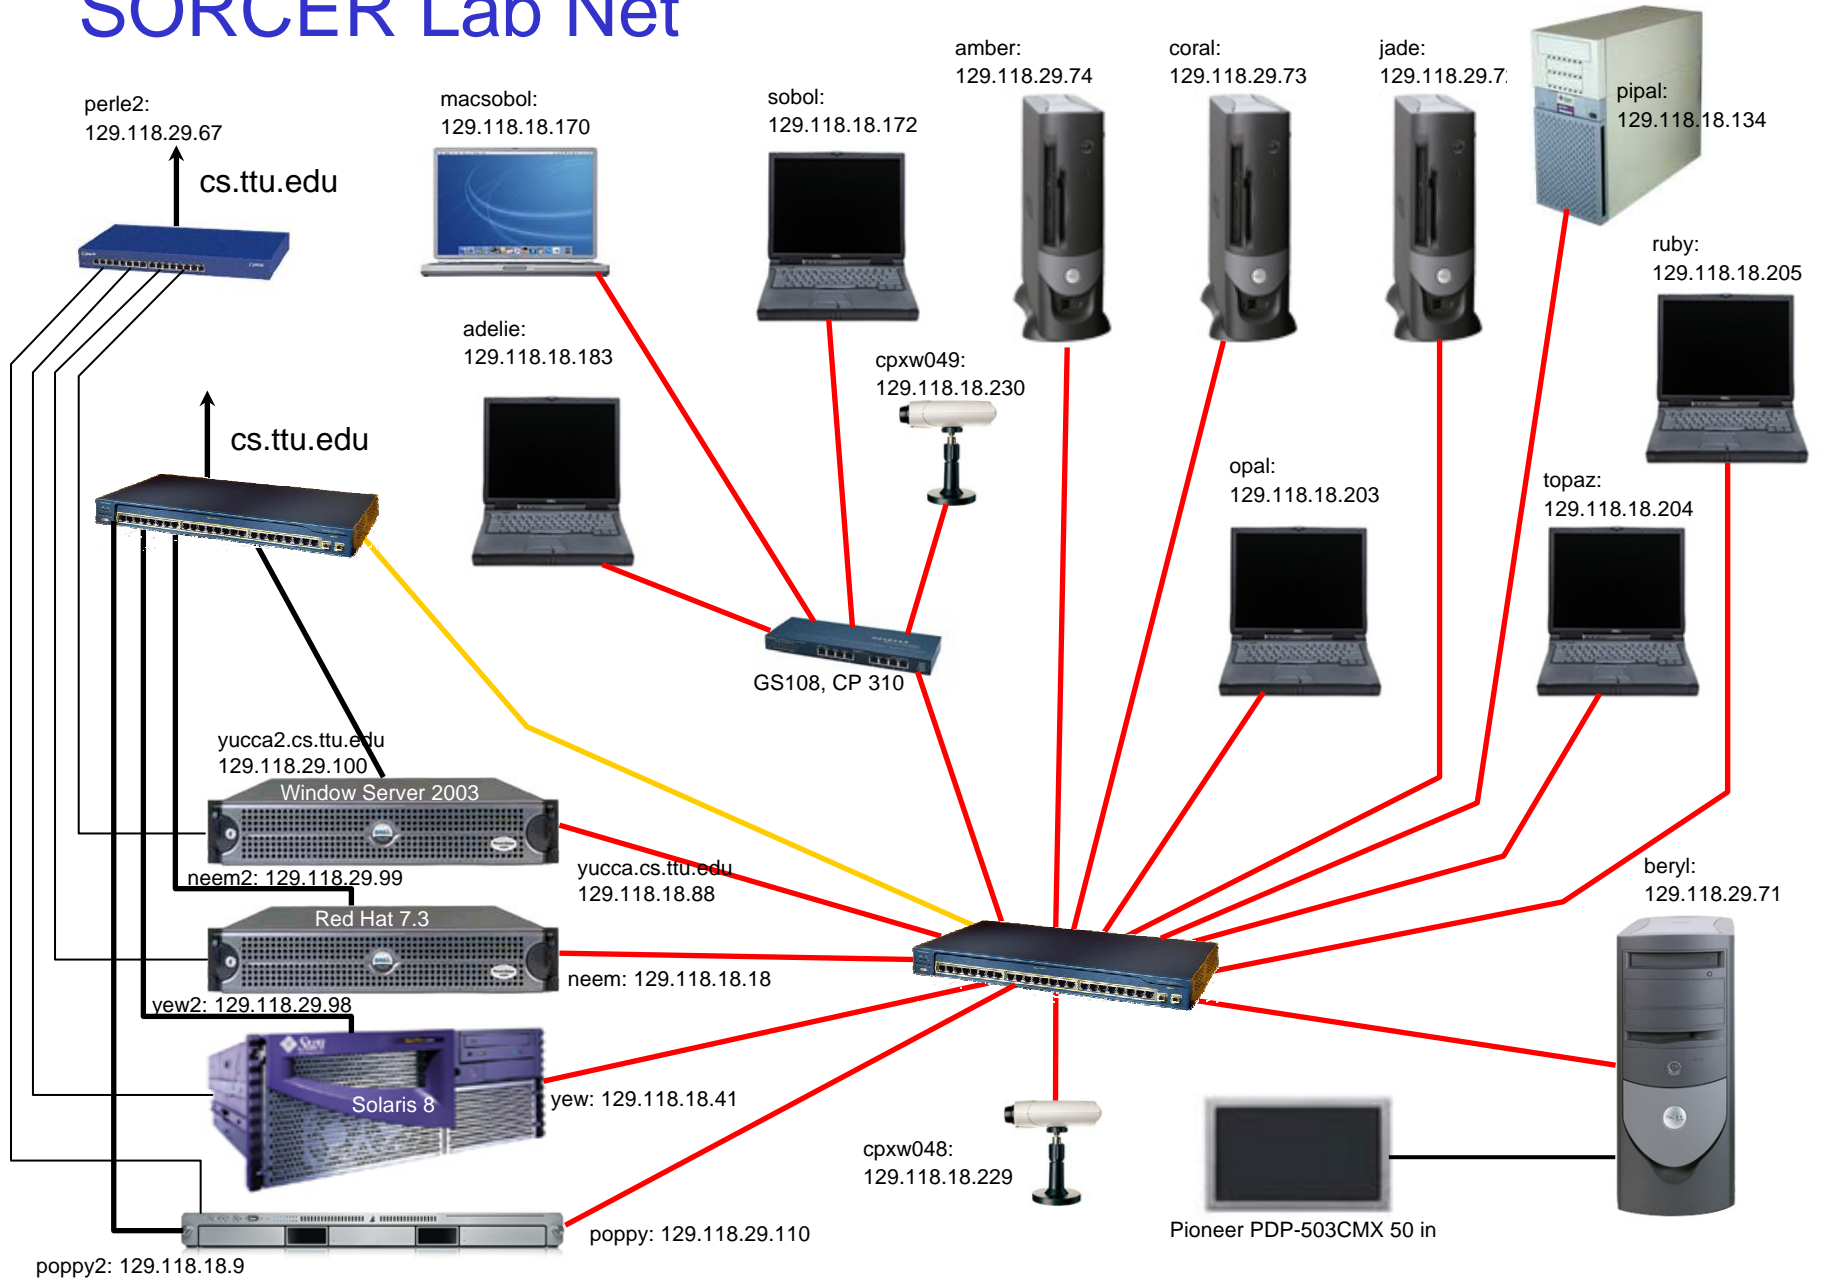 SORCER Lab Net
amber:
129.118.29.74
coral:
129.118.29.73
jade:
129.118.29.7
pipal:
129.118.18.134
perle2:
129.118.29.67
macsobol:
129.118.18.170
sobol:
129.118.18.172
cs.ttu.edu
ruby:
129.118.18.205
adelie:
129.118.18.183
cpxw049:
129.118.18.230
cs.ttu.edu
opal:
129.118.18.203
topaz:
129.118.18.204
GS108, CP 310
yucca2.cs.ttu.edu
129.118.29.100
Window Server 2003
yucca.cs.ttu.edu
129.118.18.88
neem2: 129.118.29.99
Red Hat 7.3
beryl:
129.118.29.71
neem: 129.118.18.18
yew2: 129.118.29.98
Sun
Solaris 8
yew: 129.118.18.41
cpxw048:
129.118.18.229
poppy: 129.118.29.110
Pioneer PDP-503CMX 50 in
poppy2: 129.118.18.9